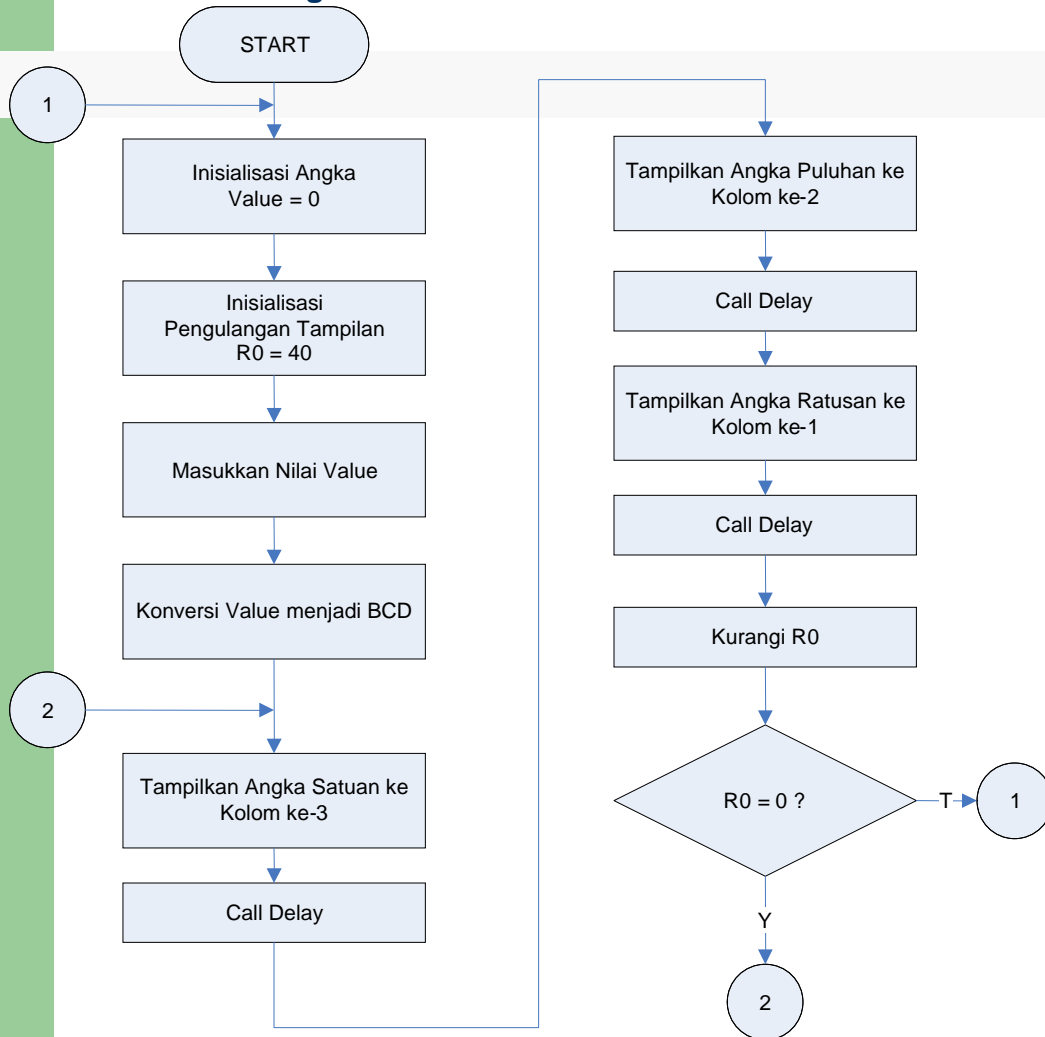 START
1
Inisialisasi Angka
Value = 0
Inisialisasi
Pengulangan Tampilan
R0 = 40
Masukkan Nilai Value
Konversi Value menjadi BCD
2
Tampilkan Angka Satuan ke
Kolom ke-3
Call Delay
Tampilkan Angka Puluhan ke
Kolom ke-2
Call Delay
Tampilkan Angka Ratusan ke
Kolom ke-1
Call Delay
Kurangi R0
R0 = 0 ?
T
1
Y
2